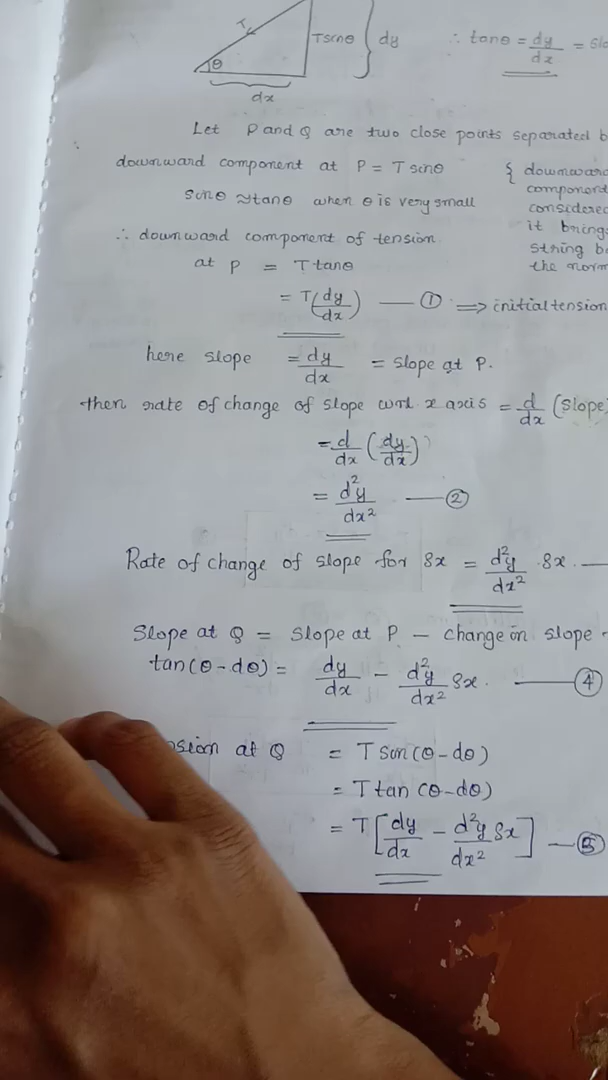 T
Tsinθ } dy ∴ tanθ = dy/dx =
θ
dx
Let P and Q are two close points separated
downward component at P = T sinθ { downward
sinθ ≈ tanθ when θ is very small component
∴ downward component of tension
it brings
string
the
at P = T tanθ
= T(dy/dx) — ① ⟹ initial tension
here slope = dy/dx = slope at P.
then rate of change of slope wrt x axis = d/dx (slope
= d/dx (dy/dx)
= d²y/dx² — ②
Rate of change of slope for δx = d²y/dx² · δx. —
Slope at Q = Slope at P – change in slope
tan(θ-dθ) = dy/dx – d²y/dx² δx. — ④
at Q = T sin(θ-dθ)
= T tan(θ-dθ)
= T[dy/dx – d²y/dx² δx] — ⑤